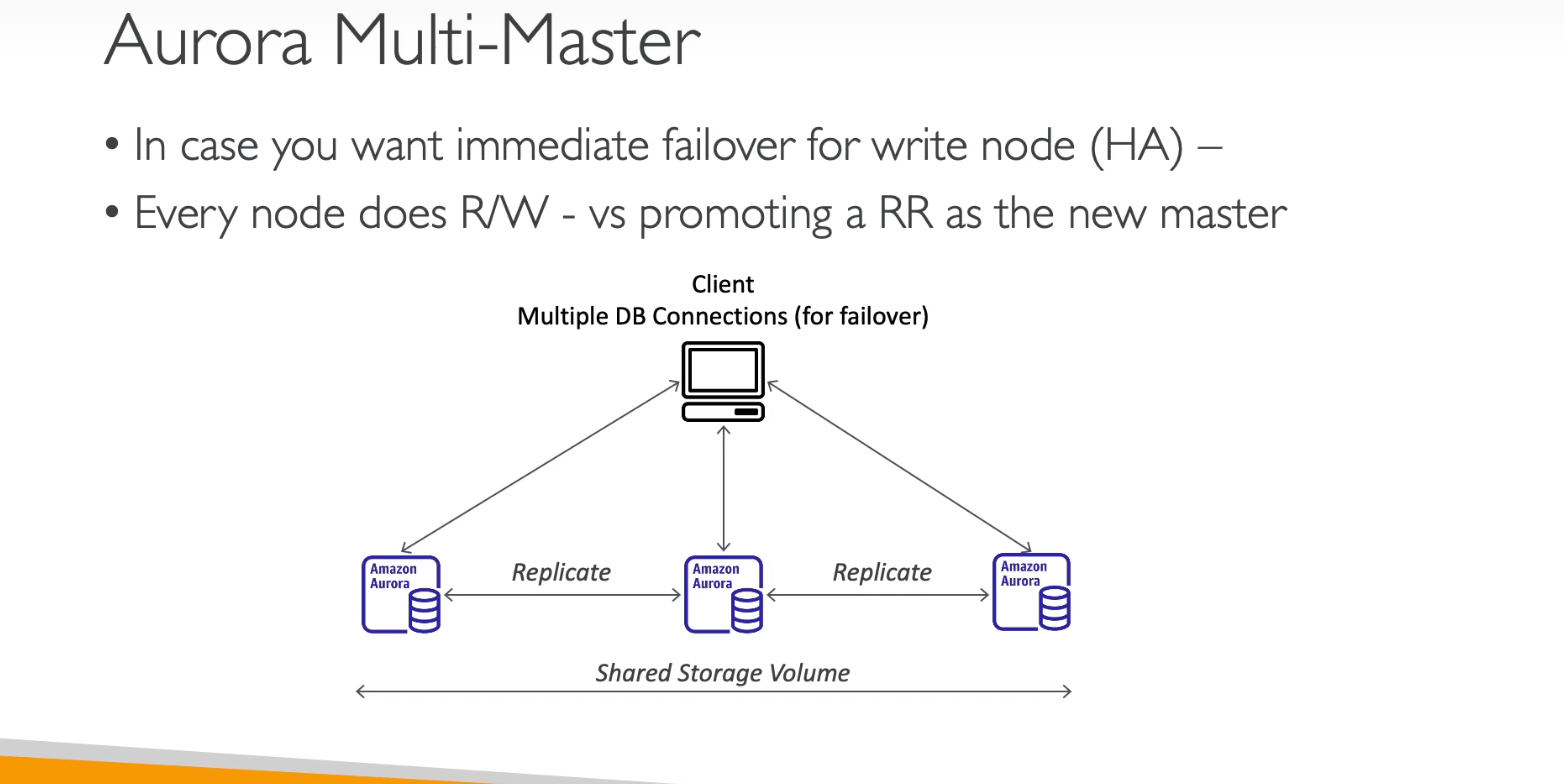 Aurora Multi-Master
• In case you want immediate failover for write node (HA) –
• Every node does R/W - vs promoting a RR as the new master
Client
Multiple DB Connections (for failover)
Amazon
Aurora
Replicate
Amazon
Aurora
Replicate
Amazon
Aurora
Shared Storage Volume